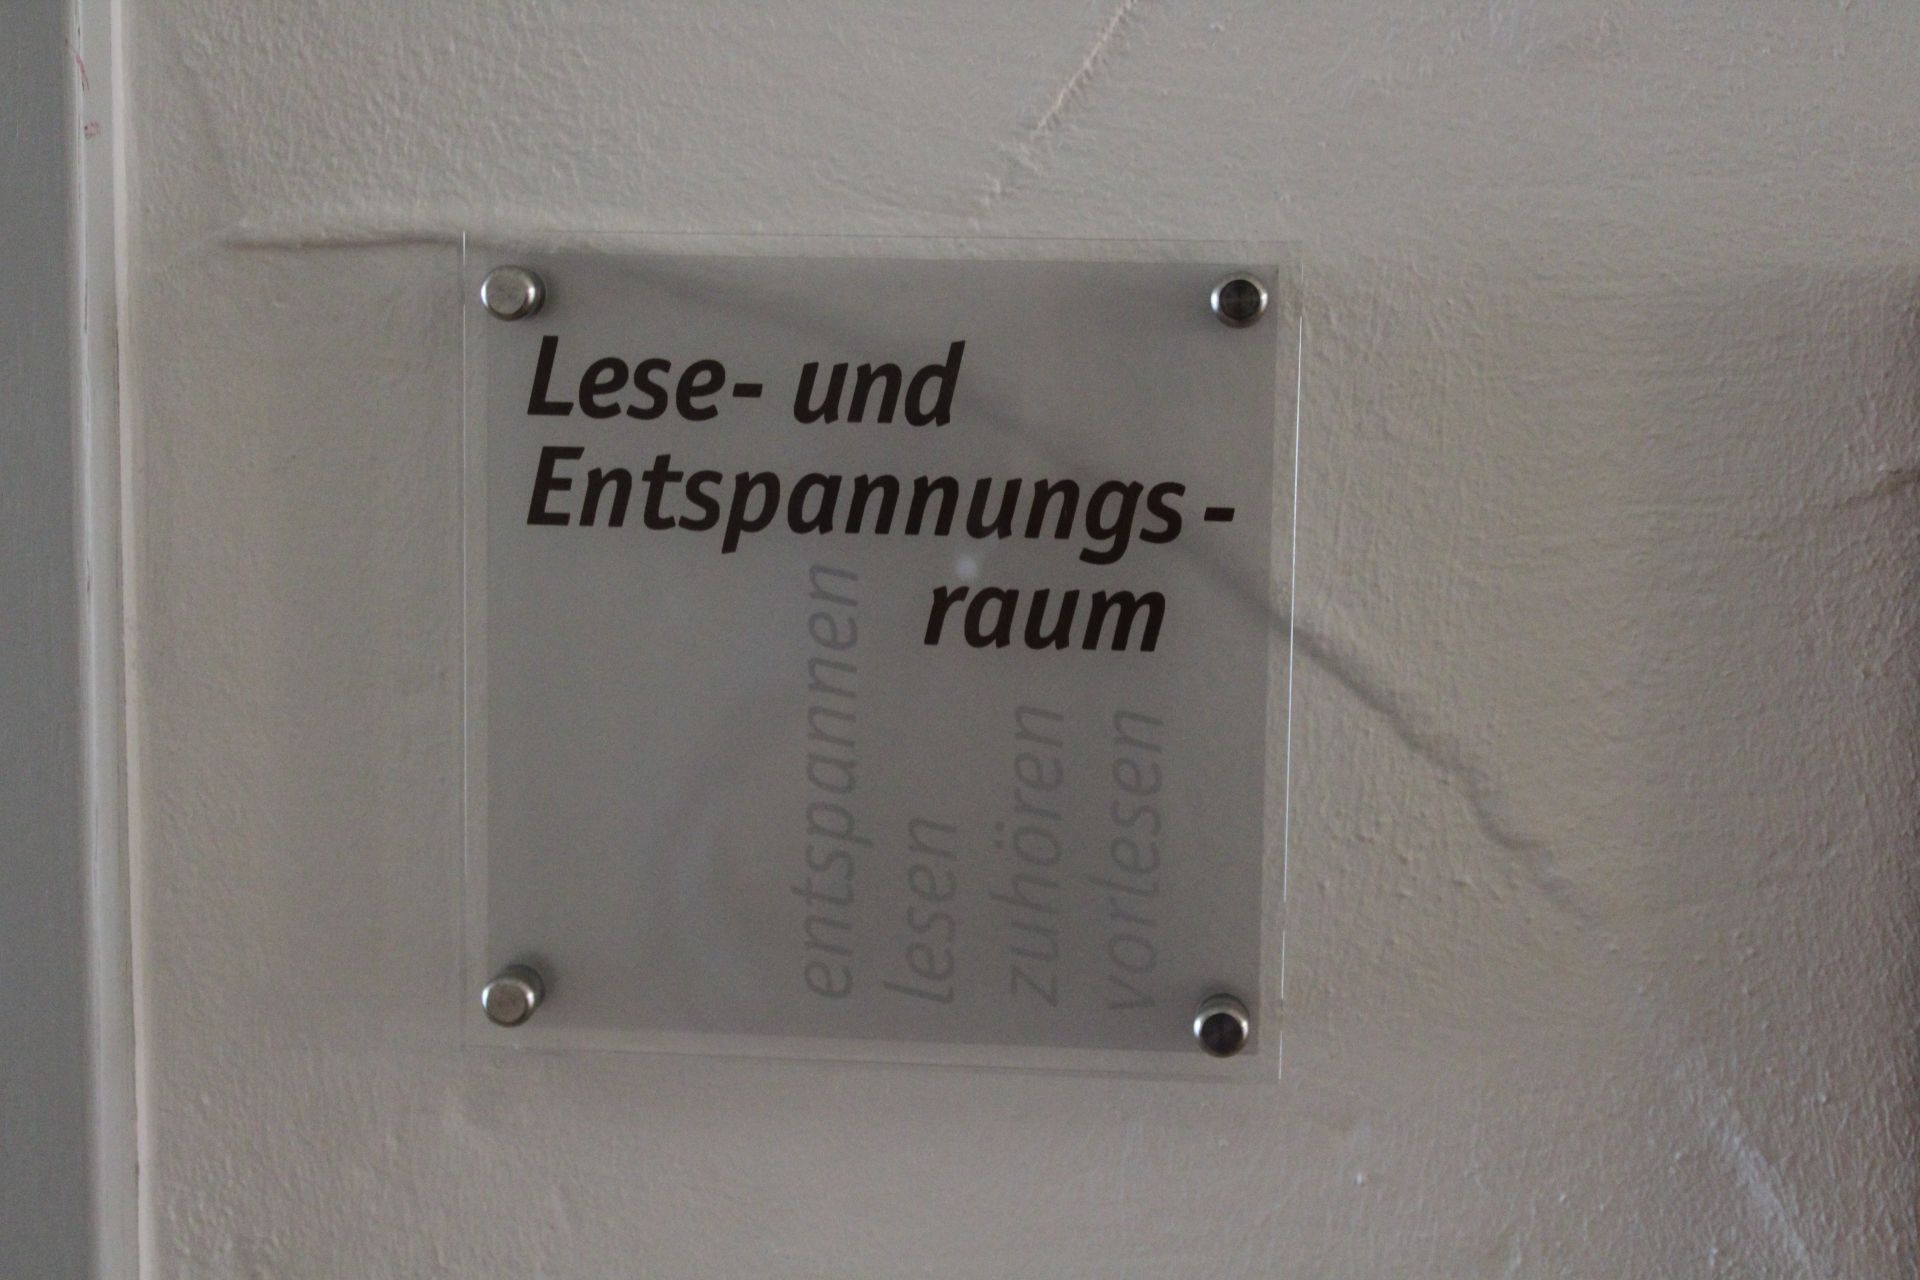 Lese- und
Entspannungs-
raum
entspannen
lesen
zuhören
vorlesen